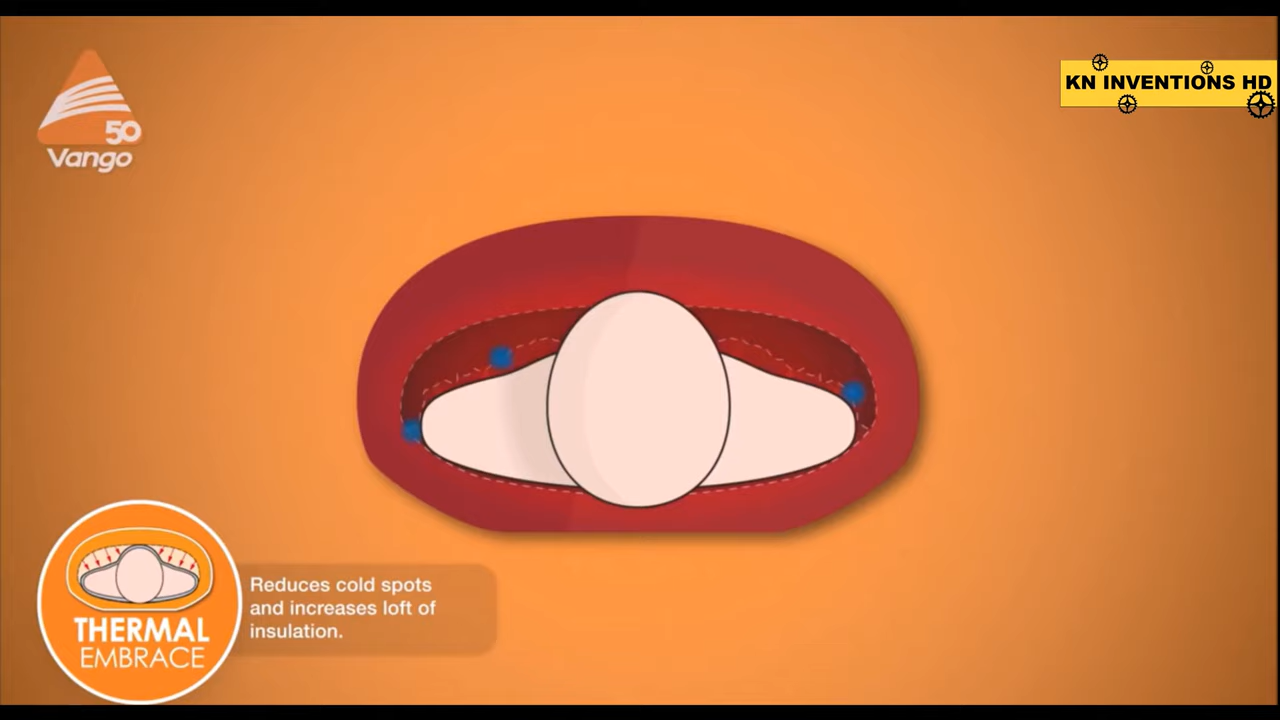 50
Vango
KN INVENTIONS HD
Reduces cold spots
and increases loft of
insulation.
THERMAL
EMBRACE